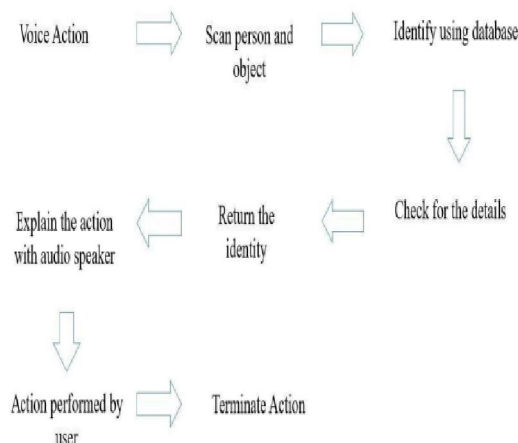 Voice Action
Scan person and
object
Identify using database
Check for the details
Return the
identity
Explain the action
with audio speaker
Action performed by
user
Terminate Action